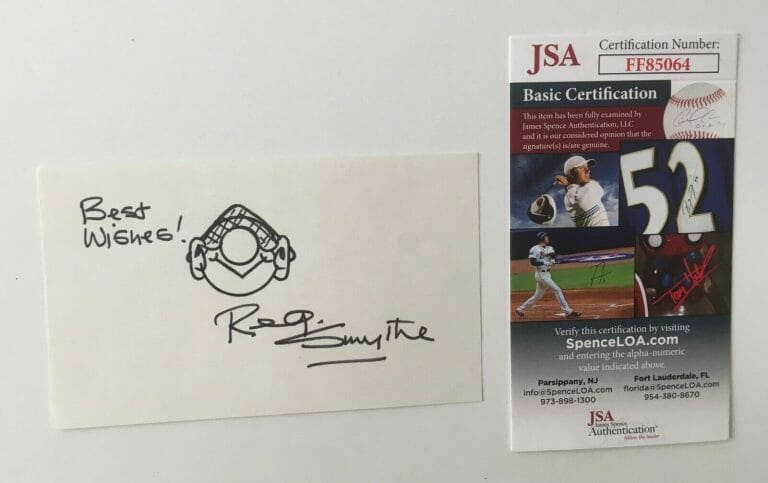 Best
Wishes!
Reg.
Smythe
JSA
Certification Number:
FF85064
Basic Certification
This item has been fully examined by
James Spence Authentication, LLC
and it is our considered opinion that the
signature(s) is/are genuine.
52
Verify this certification by visiting
SpenceLOA.com
and entering the alpha-numeric
value indicated above.
Parsippany, NJ
info@SpenceLOA.com
973-898-1300
Fort Lauderdale, FL
florida@SpenceLOA.com
954-380-8670
JSA
James Spence
Authentication
follow the leader